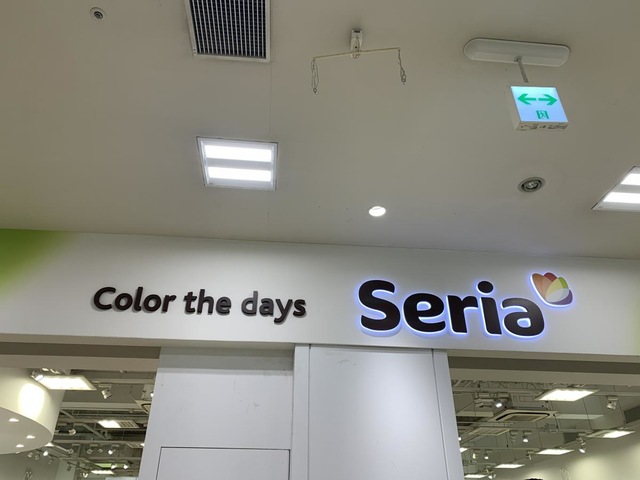 Color the days
Seria